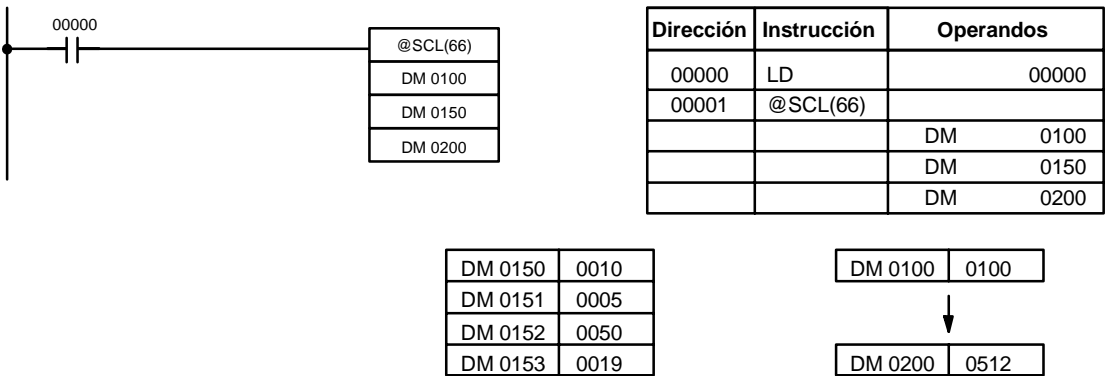 00000
@SCL(66)
DM 0100
DM 0150
DM 0200
Dirección Instrucción Operandos
00000 LD 00000
00001 @SCL(66)
DM 0100
DM 0150
DM 0200
DM 0150 0010
DM 0151 0005
DM 0152 0050
DM 0153 0019
DM 0100 0100
DM 0200 0512